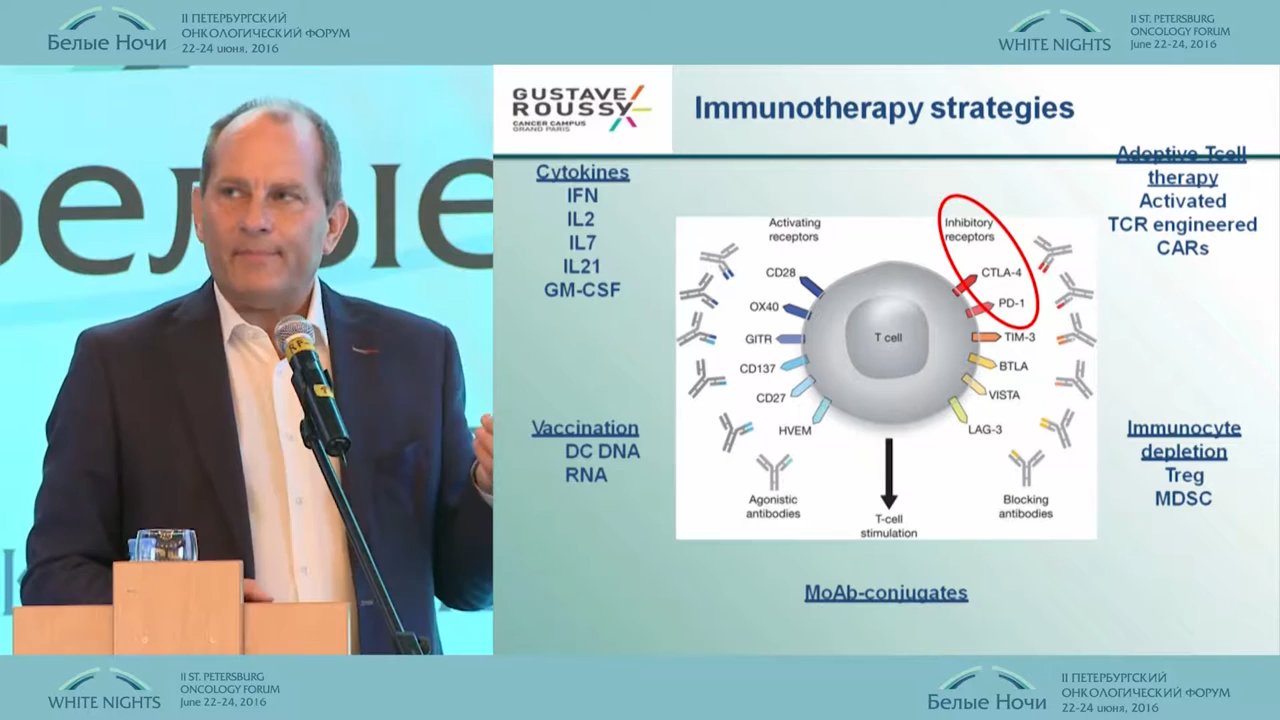 Белые Ночи
II ПЕТЕРБУРГСКИЙ
ОНКОЛОГИЧЕСКИЙ ФОРУМ
22-24 июня, 2016
WHITE NIGHTS
II ST. PETERSBURG
ONCOLOGY FORUM
June 22-24, 2016
Белые
GUSTAVE
ROUSSY
CANCER CAMPUS
GRAND PARIS
Immunotherapy strategies
Cytokines
IFN
IL2
IL7
IL21
GM-CSF
Vaccination
DC DNA
RNA
Activating
receptors
CD28
OX40
GITR
CD137
CD27
HVEM
Agonistic
antibodies
T cell
T-cell
stimulation
Inhibitory
receptors
CTLA-4
PD-1
TIM-3
BTLA
VISTA
LAG-3
Blocking
antibodies
Adoptive Tcell
therapy
Activated
TCR engineered
CARs
Immunocyte
depletion
Treg
MDSC
MoAb-conjugates
WHITE NIGHTS
II ST. PETERSBURG
ONCOLOGY FORUM
June 22-24, 2016
Белые Ночи
II ПЕТЕРБУРГСКИЙ
ОНКОЛОГИЧЕСКИЙ ФОРУМ
22-24 июня, 2016